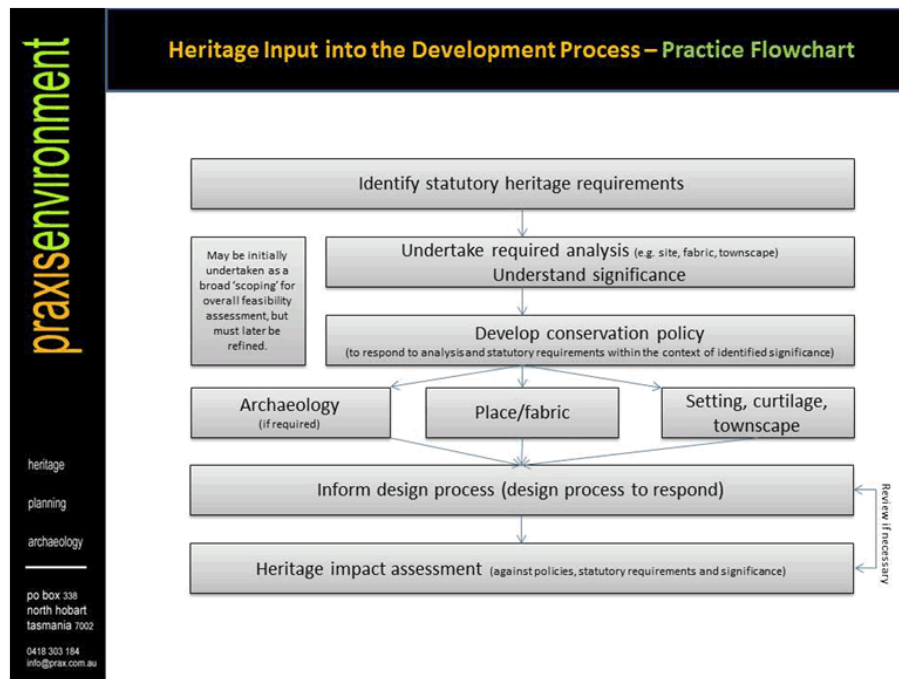 praxisenvironment
heritage
planning
archaeology
po box 338
north hobart
tasmania 7002
0418 303 184
info@prax.com.au
Heritage Input into the Development Process – Practice Flowchart
Identify statutory heritage requirements
May be initially
undertaken as a
broad ‘scoping’ for
overall feasibility
assessment, but
must later be
refined.
Undertake required analysis (e.g. site, fabric, townscape)
Understand significance
Develop conservation policy
(to respond to analysis and statutory requirements within the context of identified significance)
Archaeology
(if required)
Place/fabric
Setting, curtilage,
townscape
Inform design process (design process to respond)
Review if necessary
Heritage impact assessment (against policies, statutory requirements and significance)